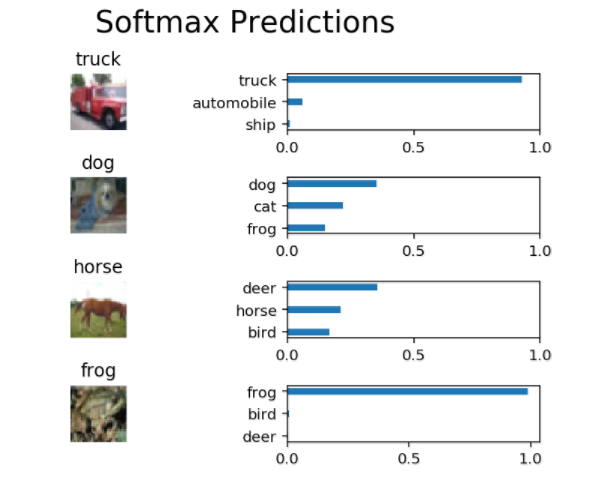 Softmax Predictions
truck
truck
automobile
ship
0.0 0.5 1.0
dog
dog
cat
frog
0.0 0.5 1.0
horse
deer
horse
bird
0.0 0.5 1.0
frog
frog
bird
deer
0.0 0.5 1.0